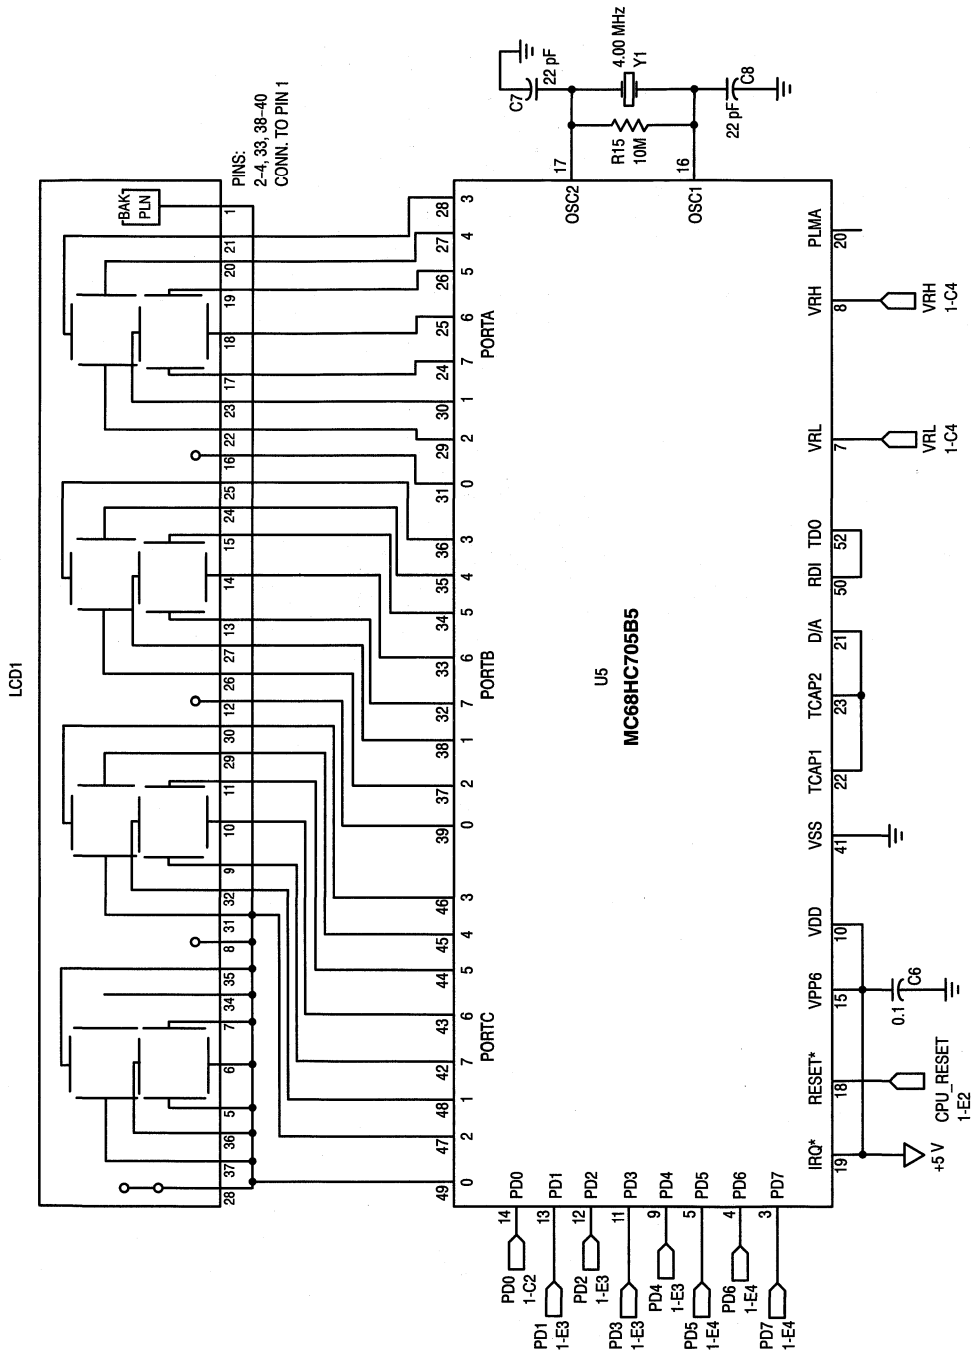 LCD1
BAK
PLN
PINS:
2–4, 33, 38–40
CONN. TO PIN 1
28 37 36 5 6 7 34 35 8 31 32 9 10 11 29 30 12 26 27 13 14 15 24 25 16 22 23 17 18 19 20 21 1
49 47 48 42 43 44 45 46 39 37 38 32 33 34 35 36 31 29 30 24 25 26 27 28
0 2 1 7 6 5 4 3 0 2 1 7 6 5 4 3 0 2 1 7 6 5 4 3
PORTC
PORTB
PORTA
U5
MC68HC705B5
PD0
1-C2
14 PD0
PD1
1-E3
13 PD1
PD2
1-E3
12 PD2
PD3
1-E3
11 PD3
PD4
1-E3
9 PD4
PD5
1-E4
5 PD5
PD6
1-E4
4 PD6
PD7
1-E4
3 PD7
17
OSC2
16
OSC1
C7
22 pF
R15
10M
4.00 MHz
Y1
22 pF
C8
IRQ* RESET* VPP6 VDD VSS TCAP1 TCAP2 D/A RDI TDO VRL VRH PLMA
19 18 15 10 41 22 23 21 50 52 7 8 20
+5 V
CPU_RESET
1-E2
0.1
C6
VRL
1-C4
VRH
1-C4